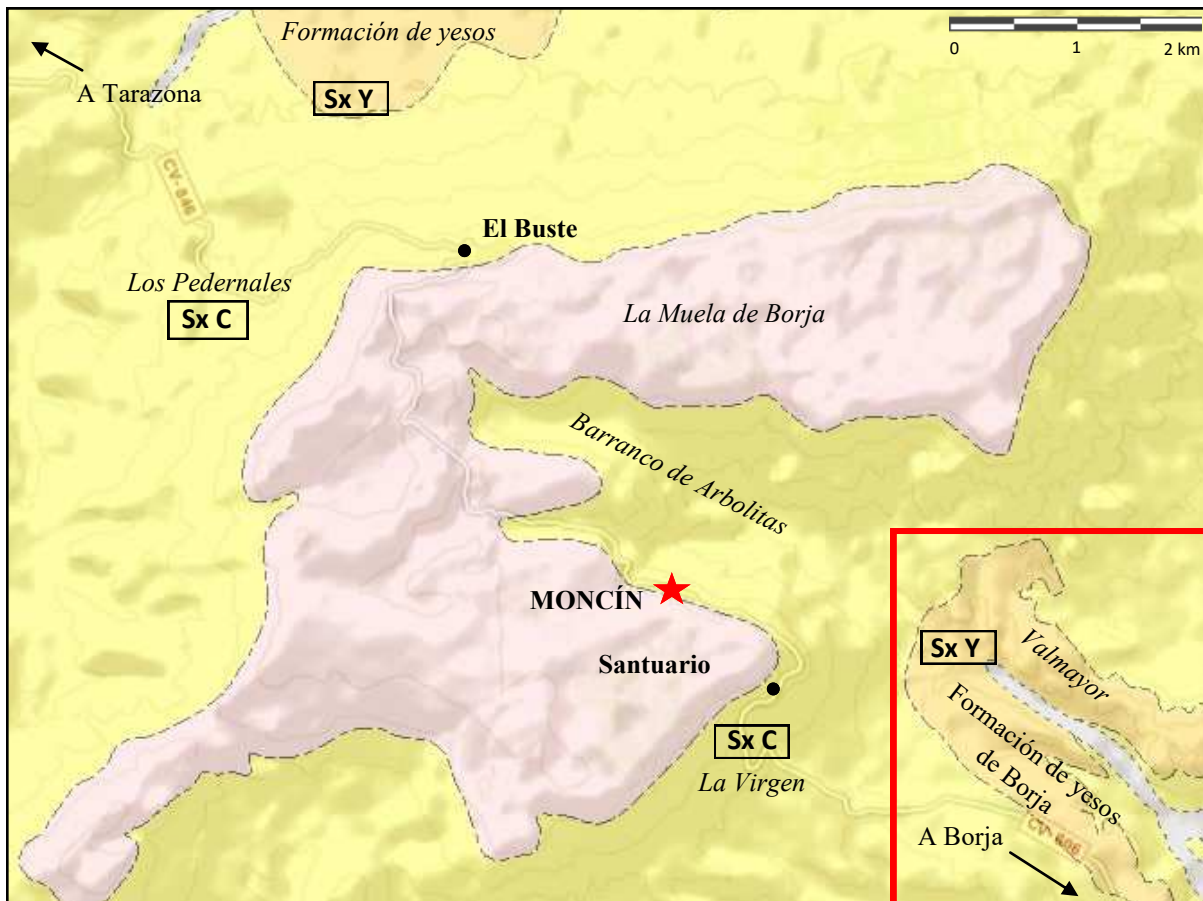 Formación de yesos
0 1 2 km
A Tarazona
Sx Y
CV-846
El Buste
Los Pedernales
Sx C
La Muela de Borja
Barranco de Arbolitas
MONCÍN
Santuario
Sx Y
Valmayor
Sx C
La Virgen
Formación de yesos
de Borja
A Borja